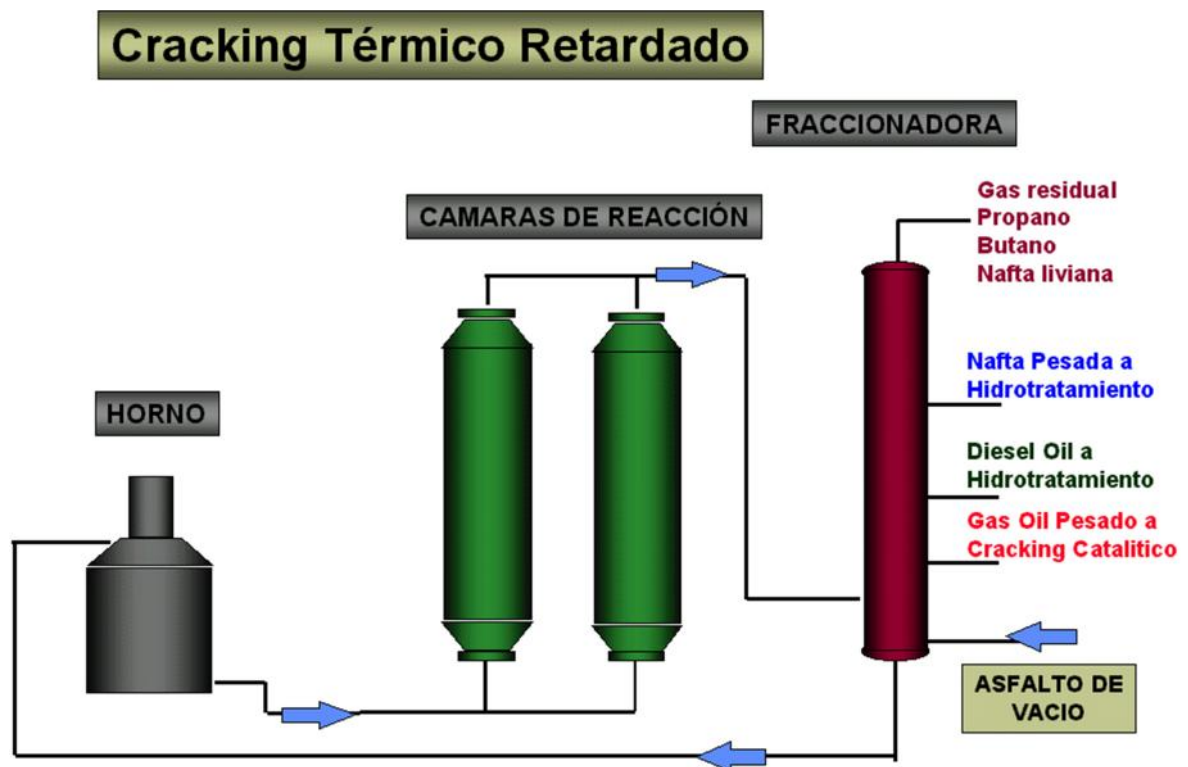 Cracking Térmico Retardado
FRACCIONADORA
Gas residual
Propano
Butano
Nafta liviana
CAMARAS DE REACCIÓN
Nafta Pesada a
Hidrotratamiento
HORNO
Diesel Oil a
Hidrotratamiento
Gas Oil Pesado a
Cracking Catalitico
ASFALTO DE
VACIO